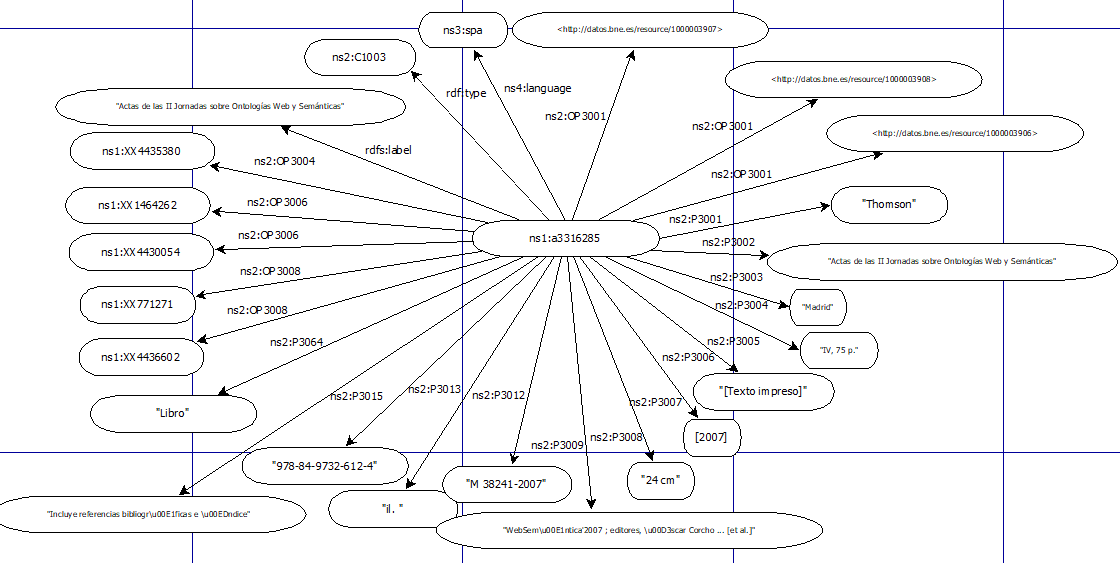 ns3:spa
<http://datos.bne.es/resource/1000003907>
ns2:C1003
<http://datos.bne.es/resource/1000003908>
rdf:type
ns4:language
"Actas de las II Jornadas sobre Ontologías Web y Semánticas"
ns2:OP3001
ns2:OP3001
<http://datos.bne.es/resource/1000003906>
ns1:XX4435380
rdfs:label
ns2:OP3004
ns2:OP3001
ns1:XX1464262
ns2:OP3006
"Thomson"
ns2:P3001
ns2:OP3006
ns1:a3316285
ns2:P3002
ns1:XX4430054
"Actas de las II Jornadas sobre Ontologías Web y Semánticas"
ns2:OP3008
ns2:P3003
ns1:XX771271
ns2:P3004
"Madrid"
ns2:OP3008
ns2:P3064
ns2:P3005
"IV, 75 p."
ns1:XX4436602
ns2:P3006
ns2:P3015
ns2:P3013
ns2:P3012
"[Texto impreso]"
ns2:P3007
"Libro"
ns2:P3009
ns2:P3008
[2007]
"978-84-9732-612-4"
"M 38241-2007"
"24 cm"
"il. "
"Incluye referencias bibliogr\u00E1ficas e \u00EDndice"
"WebSem\u00E1ntica'2007 ; editores, \u00D3scar Corcho ... [et al.]"